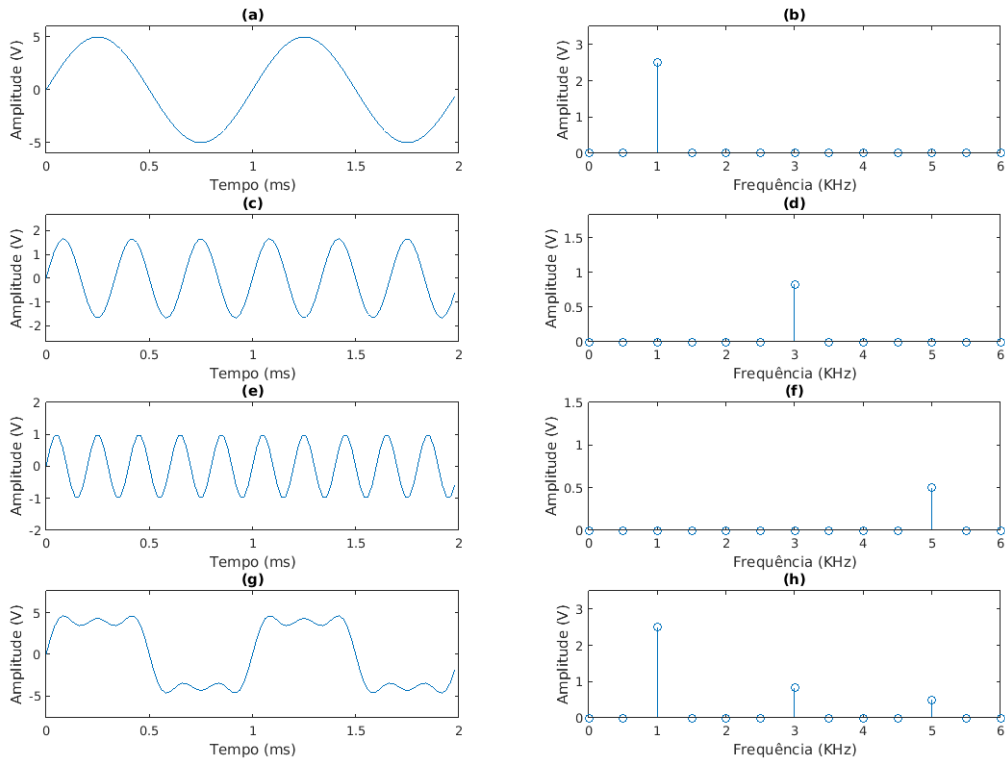 (a)
Amplitude (V)
5
0
-5
0 0.5 1 1.5 2
Tempo (ms)
(b)
Amplitude (V)
3
2
1
0
0 1 2 3 4 5 6
Frequência (KHz)
(c)
Amplitude (V)
2
1
0
-1
-2
0 0.5 1 1.5 2
Tempo (ms)
(d)
Amplitude (V)
1.5
1
0.5
0
0 1 2 3 4 5 6
Frequência (KHz)
(e)
Amplitude (V)
2
1
0
-1
-2
0 0.5 1 1.5 2
Tempo (ms)
(f)
Amplitude (V)
1.5
1
0.5
0
0 1 2 3 4 5 6
Frequência (KHz)
(g)
Amplitude (V)
5
0
-5
0 0.5 1 1.5 2
Tempo (ms)
(h)
Amplitude (V)
3
2
1
0
0 1 2 3 4 5 6
Frequência (KHz)